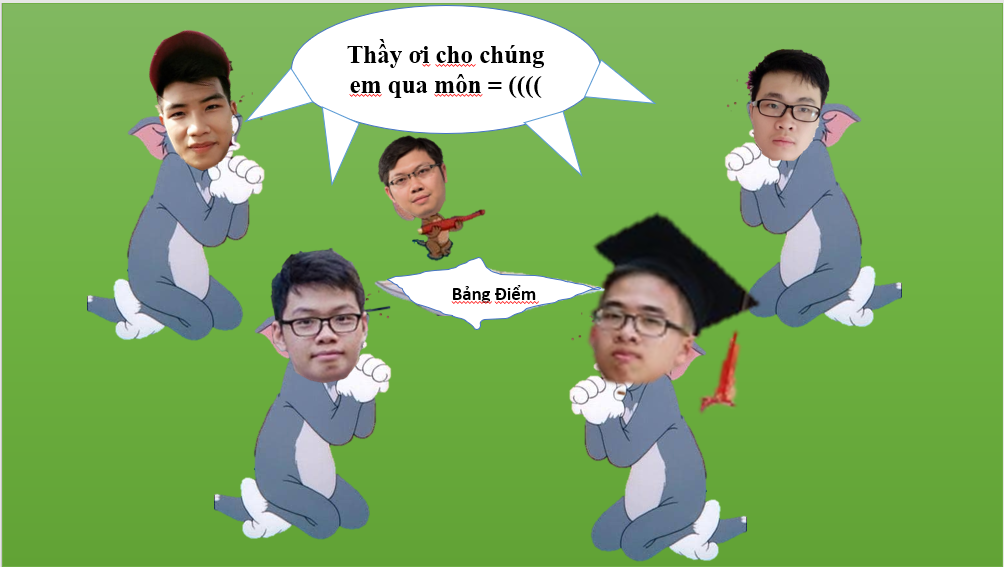 Thầy ơi cho chúng
em qua môn = ((((
Bảng Điểm